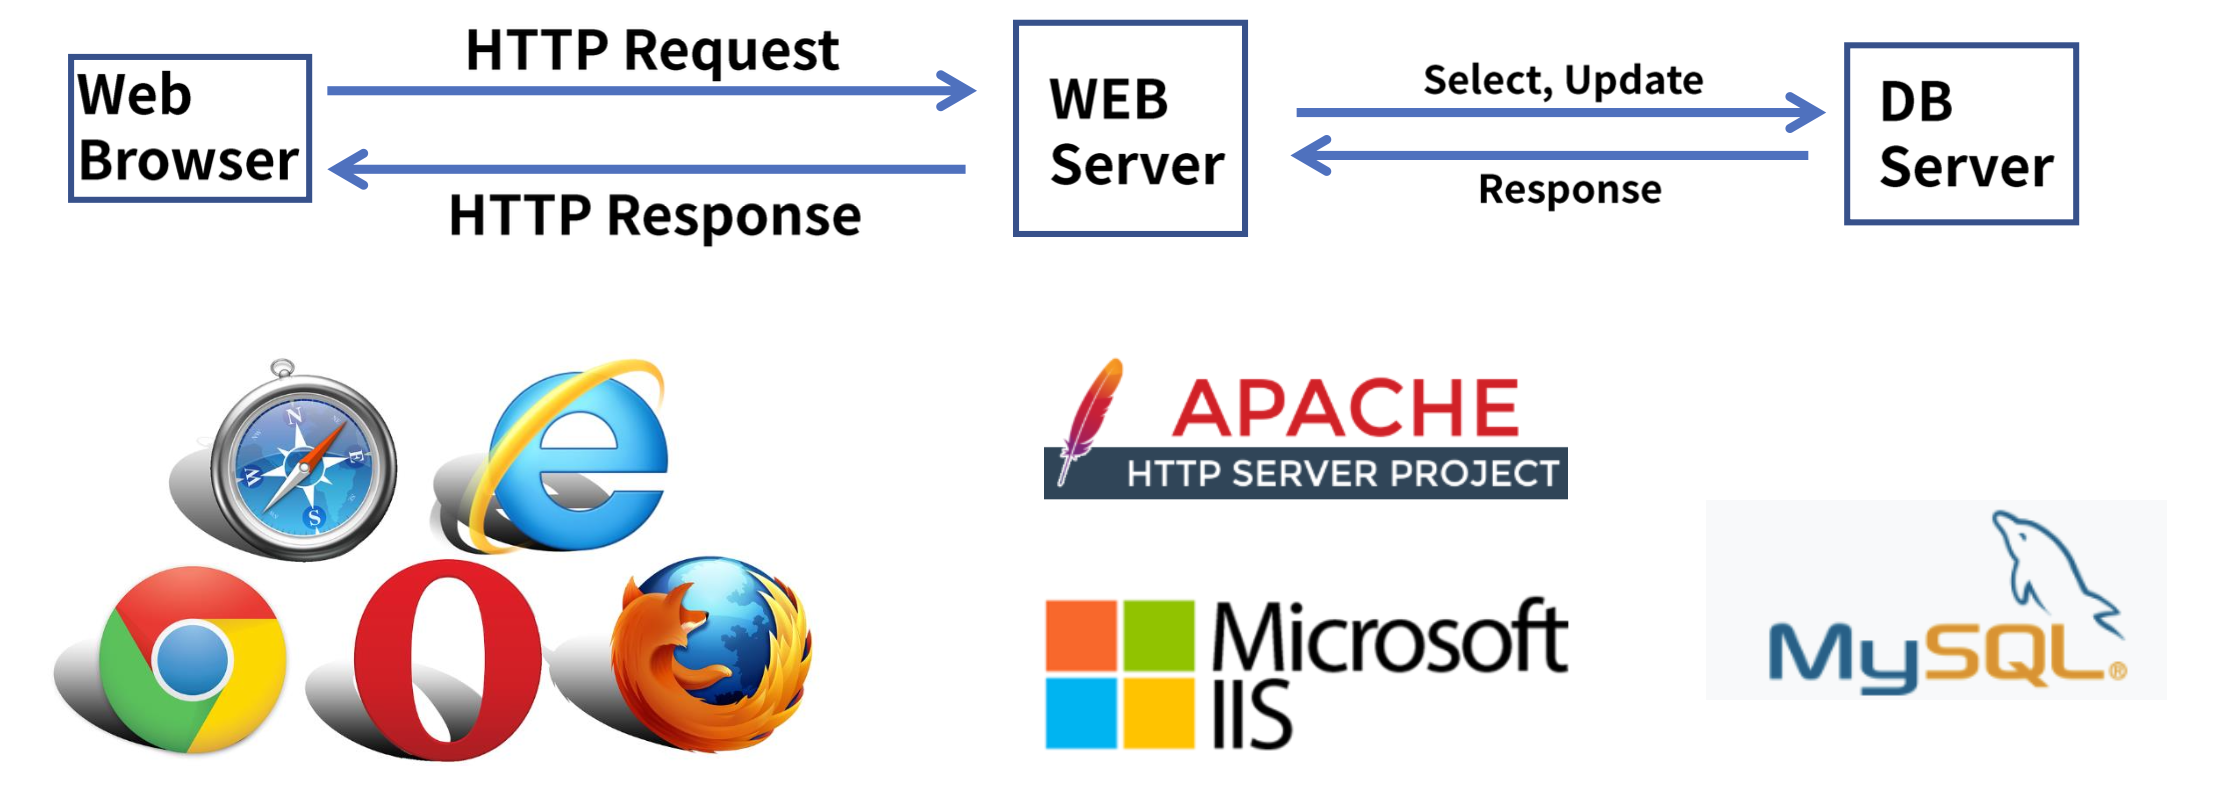 HTTP Request
Web
Browser
HTTP Response
WEB
Server
Select, Update
Response
DB
Server
N
E
S
W
APACHE
HTTP SERVER PROJECT
Microsoft
IIS
MySQL®